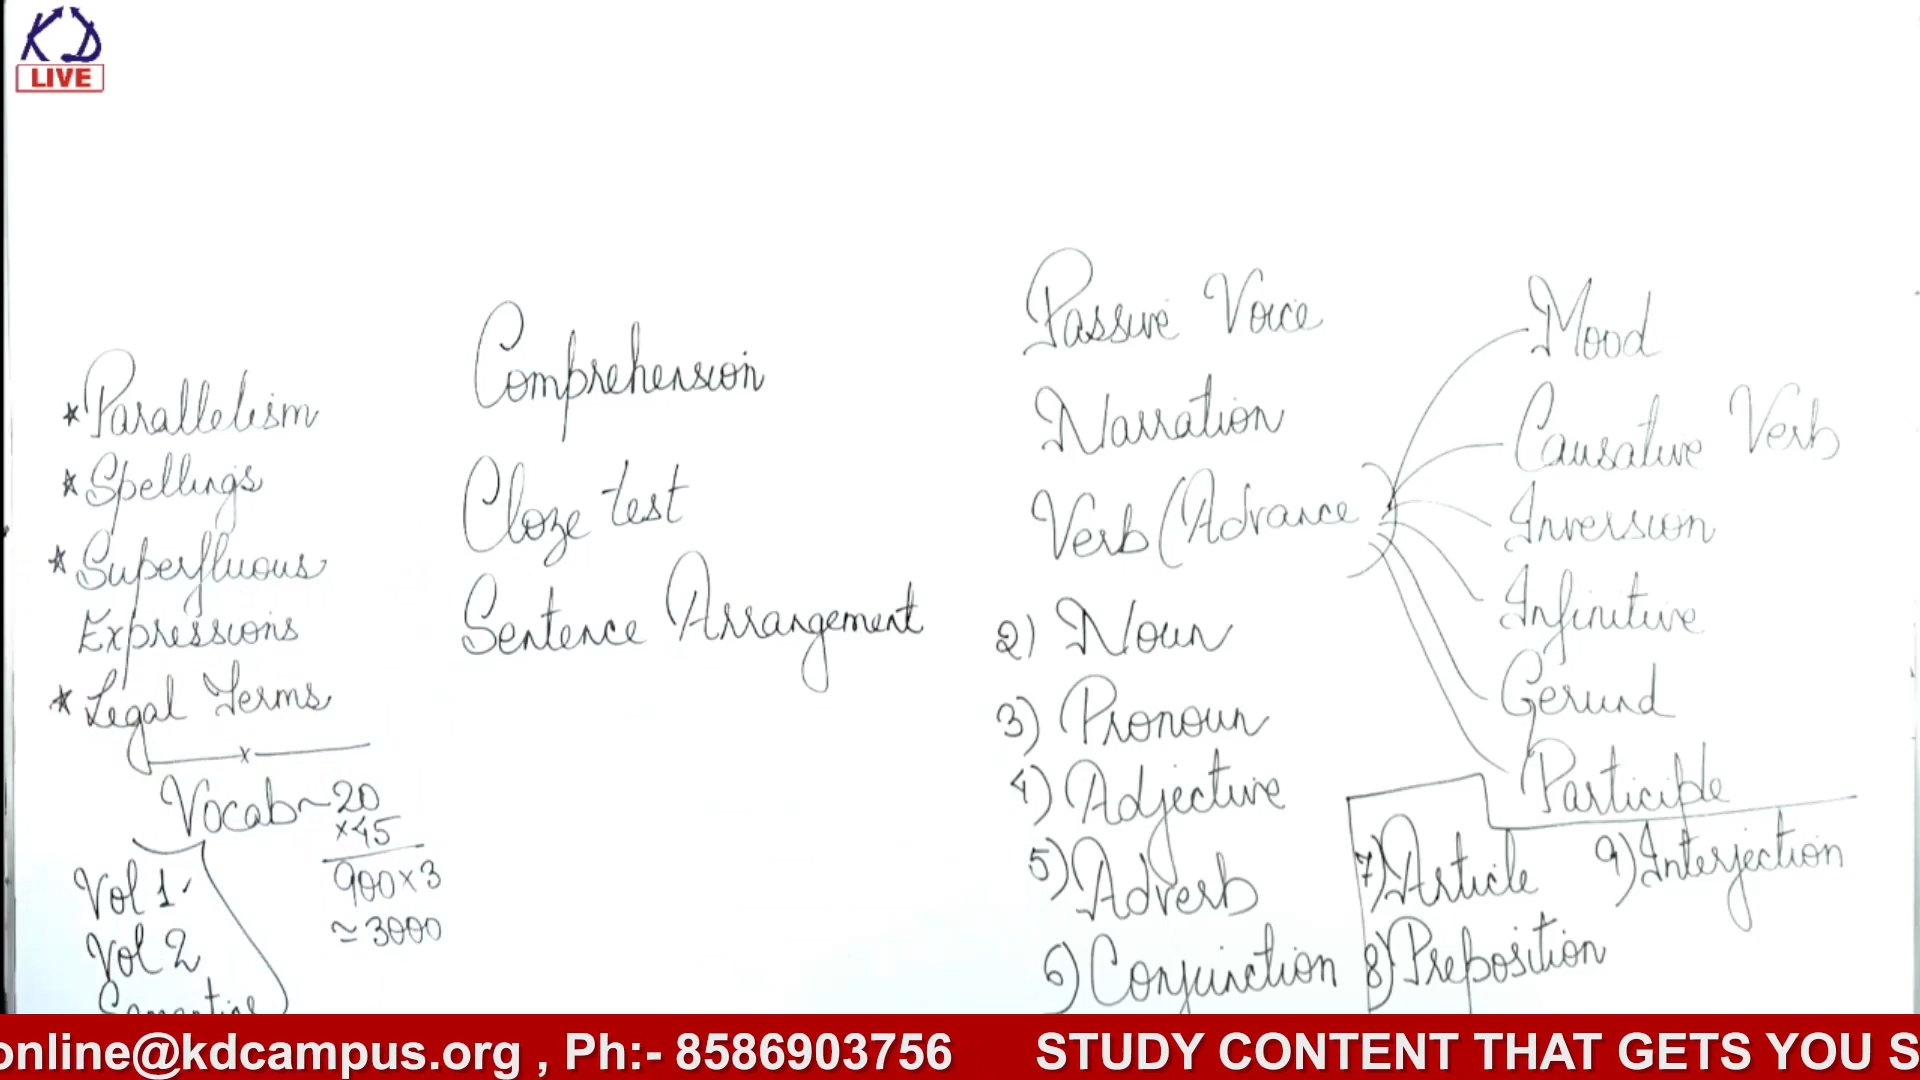 KD
LIVE
* Parallelism
* Spellings
* Superfluous
Expressions
* Legal Terms
x
Vocab ~ 20
x 45
900 x 3
≃ 3000
Vol 1
Vol 2
Comprehension
Cloze test
Sentence Arrangement
Passive Voice
Narration
Verb (Advance)
2) Noun
3) Pronoun
4) Adjective
5) Adverb
6) Conjunction
Mood
Causative Verb
Inversion
Infinitive
Gerund
Participle
7) Article
8) Preposition
9) Interjection
online@kdcampus.org , Ph:- 8586903756 STUDY CONTENT THAT GETS YOU S